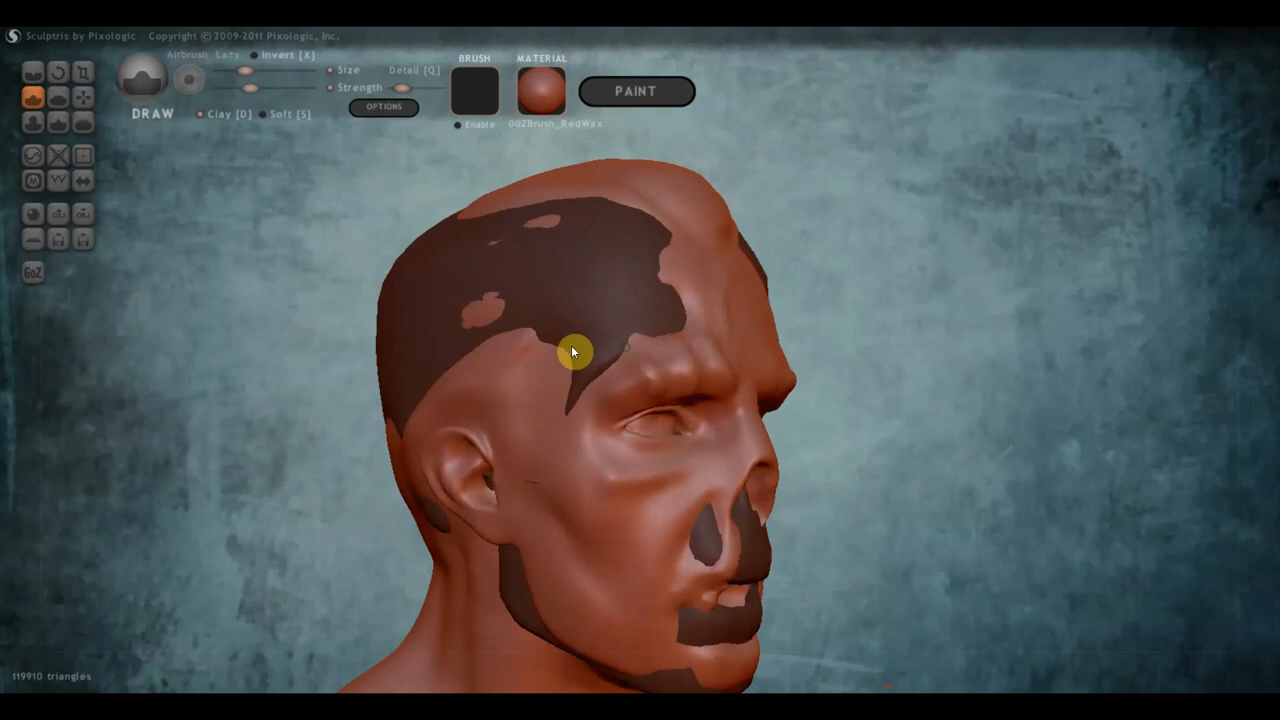 Sculptris by Pixologic Copyright © 2009-2011 Pixologic, Inc.
Airbrush Lazy Invert [X]
Size Detail [Q]
Strength
OPTIONS
DRAW Clay [D] Soft [S]
BRUSH
Enable
MATERIAL
00ZBrush_RedWax
PAINT
GoZ
119910 triangles